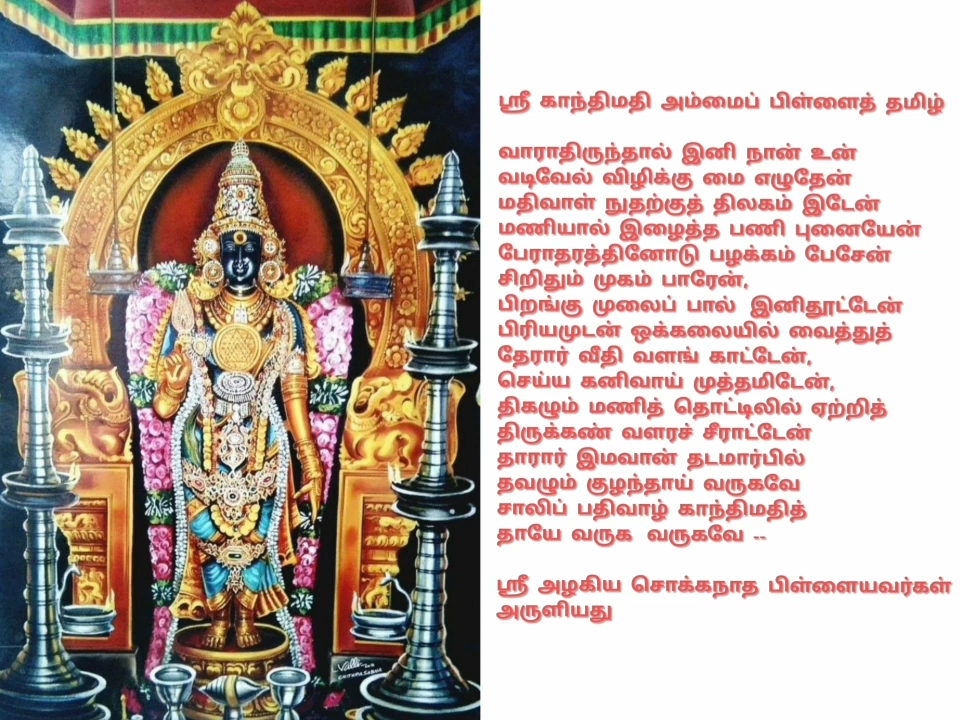 ஸ்ரீ காந்திமதி அம்மைப் பிள்ளைத் தமிழ்
வாராதிருந்தால் இனி நான் உன்
வடிவேல் விழிக்கு மை எழுதேன்
மதிவாள் நுதற்குத் திலகம் இடேன்
மணியால் இழைத்த பணி புனையேன்
பேராதரத்தினோடு பழக்கம் பேசேன்
சிறிதும் முகம் பாரேன்,
பிறங்கு முலைப் பால் இனிதூட்டேன்
பிரியமுடன் ஒக்கலையில் வைத்துத்
தேரார் வீதி வளங் காட்டேன்,
செய்ய கனிவாய் முத்தமிடேன்,
திகழும் மணித் தொட்டிலில் ஏற்றித்
திருக்கண் வளரச் சீராட்டேன்
தாரார் இமவான் தடமார்பில்
தவழும் குழந்தாய் வருகவே
சாலிப் பதிவாழ் காந்திமதித்
தாயே வருக வருகவே --
ஸ்ரீ அழகிய சொக்கநாத பிள்ளையவர்கள்
அருளியது